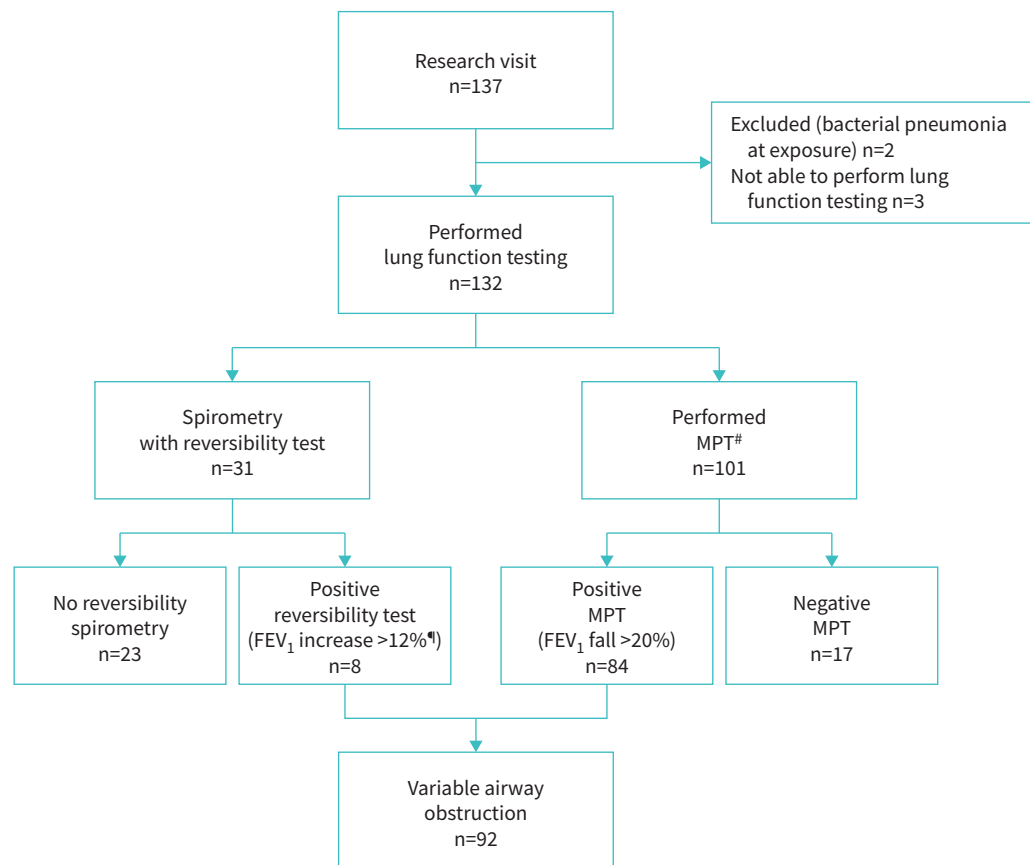 Research visit
n=137
Excluded (bacterial pneumonia
at exposure) n=2
Not able to perform lung
function testing n=3
Performed
lung function testing
n=132
Spirometry
with reversibility test
n=31
Performed
MPT#
n=101
No reversibility
spirometry
n=23
Positive
reversibility test
(FEV₁ increase >12%¶)
n=8
Positive
MPT
(FEV₁ fall >20%)
n=84
Negative
MPT
n=17
Variable airway
obstruction
n=92